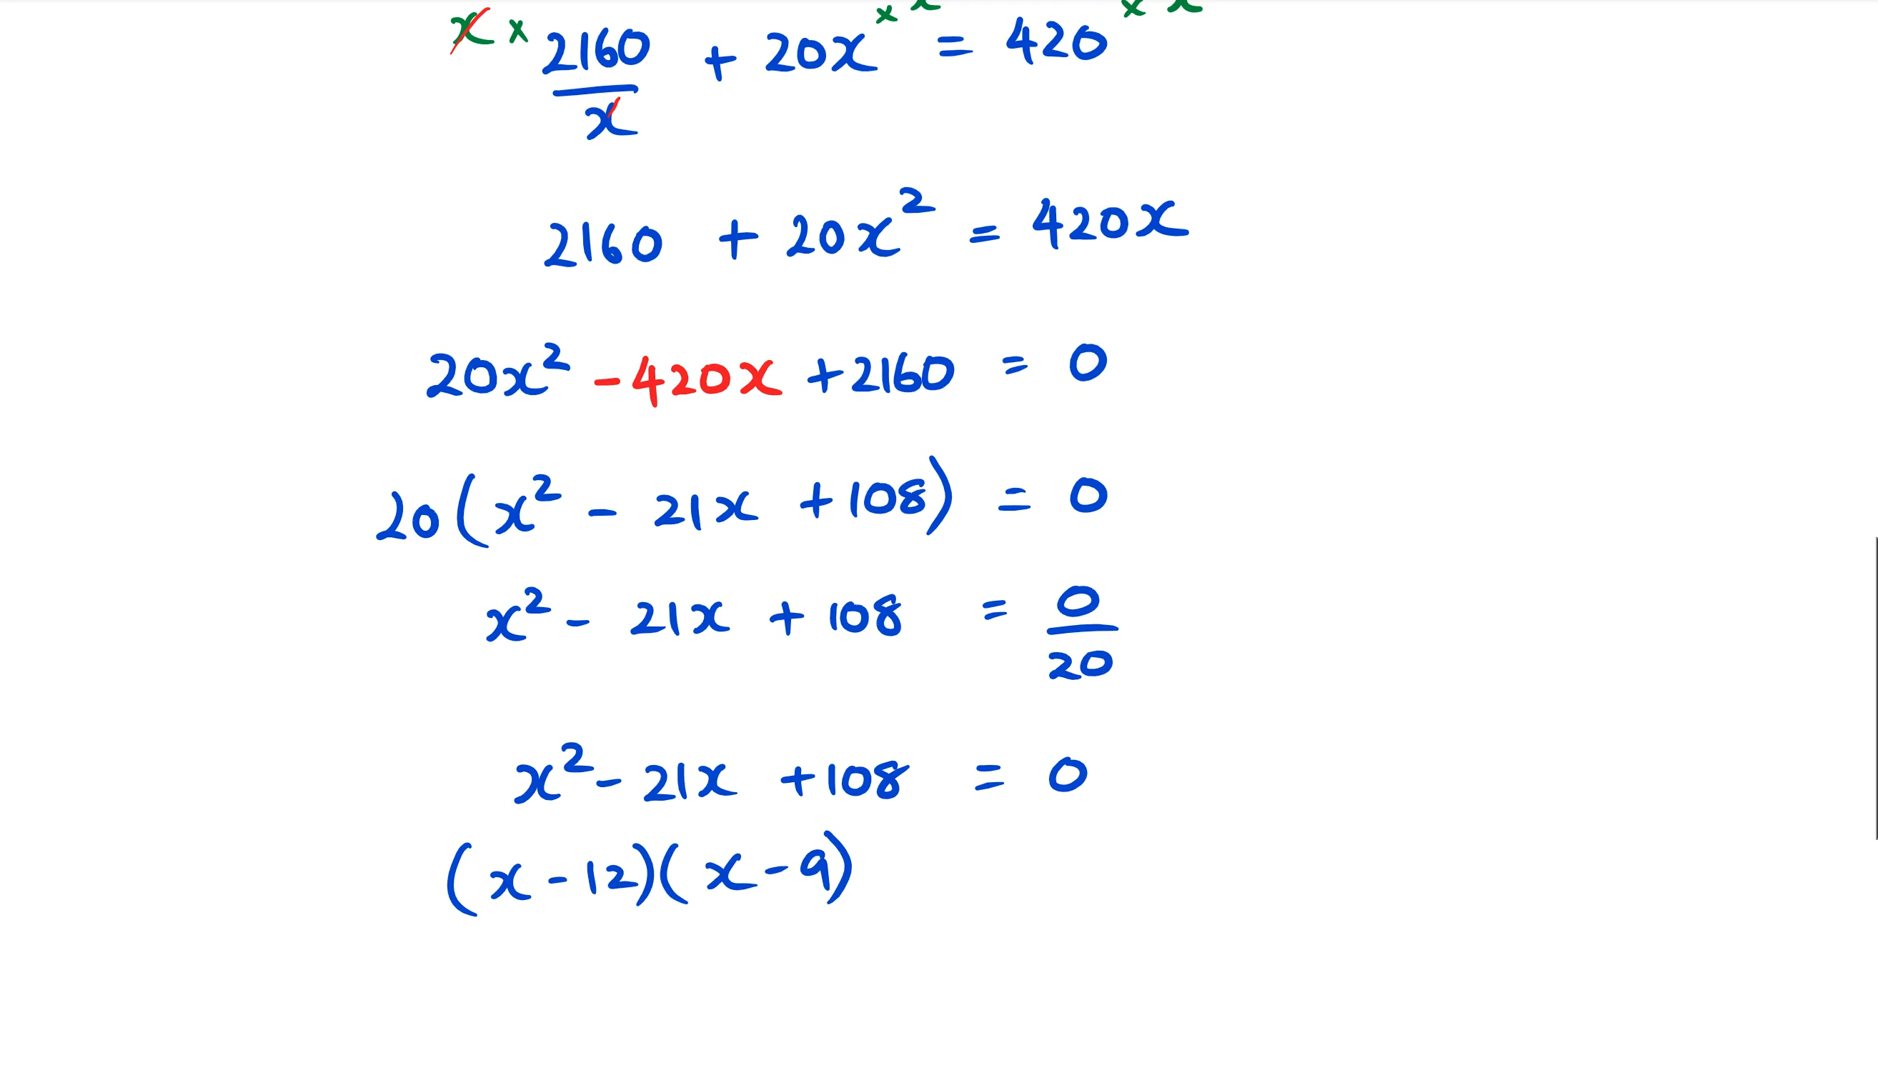 x × 2160/x + 20x × x = 420 × x
2160 + 20x² = 420x
20x² - 420x + 2160 = 0
20(x² - 21x + 108) = 0
x² - 21x + 108 = 0/20
x² - 21x + 108 = 0
(x - 12)(x - 9)